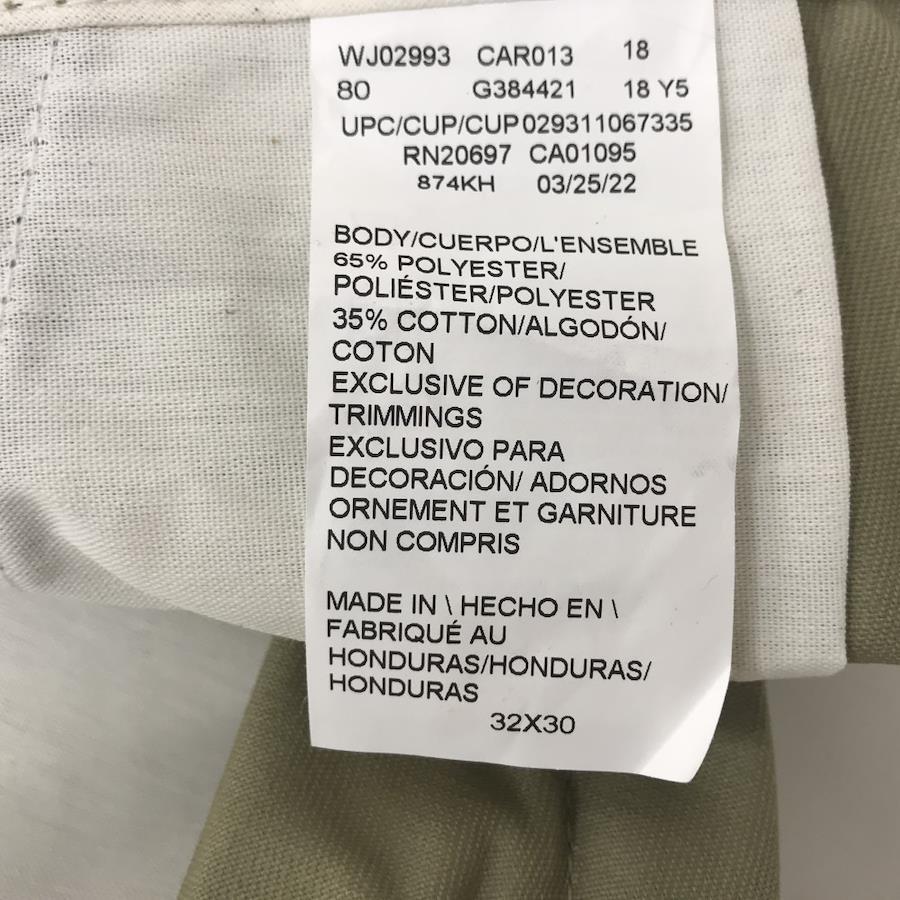 WJ02993 CAR013 18
80 G384421 18 Y5
UPC/CUP/CUP029311067335
RN20697 CA01095
874KH 03/25/22
BODY/CUERPO/L'ENSEMBLE
65% POLYESTER/
POLIÉSTER/POLYESTER
35% COTTON/ALGODÓN/
COTON
EXCLUSIVE OF DECORATION/
TRIMMINGS
EXCLUSIVO PARA
DECORACIÓN/ ADORNOS
ORNEMENT ET GARNITURE
NON COMPRIS
MADE IN \ HECHO EN \
FABRIQUÉ AU
HONDURAS/HONDURAS/
HONDURAS
32X30